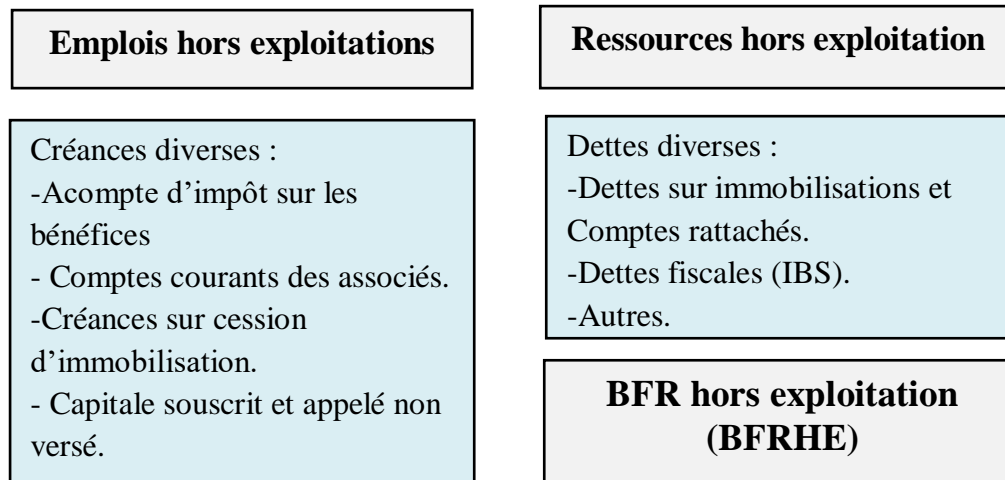 Emplois hors exploitations
Créances diverses :
-Acompte d'impôt sur les
bénéfices
- Comptes courants des associés.
-Créances sur cession
d'immobilisation.
- Capitale souscrit et appelé non
versé.
Ressources hors exploitation
Dettes diverses :
-Dettes sur immobilisations et
Comptes rattachés.
-Dettes fiscales (IBS).
-Autres.
BFR hors exploitation
(BFRHE)